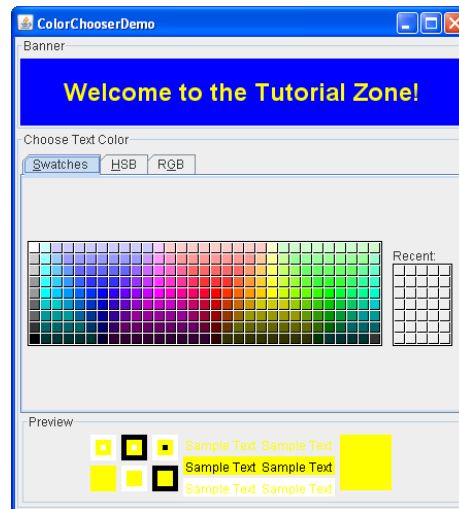 ColorChooserDemo
Banner
Welcome to the Tutorial Zone!
Choose Text Color
Swatches HSB RGB
Recent:
Preview
Sample Text Sample Text
Sample Text Sample Text
Sample Text Sample Text